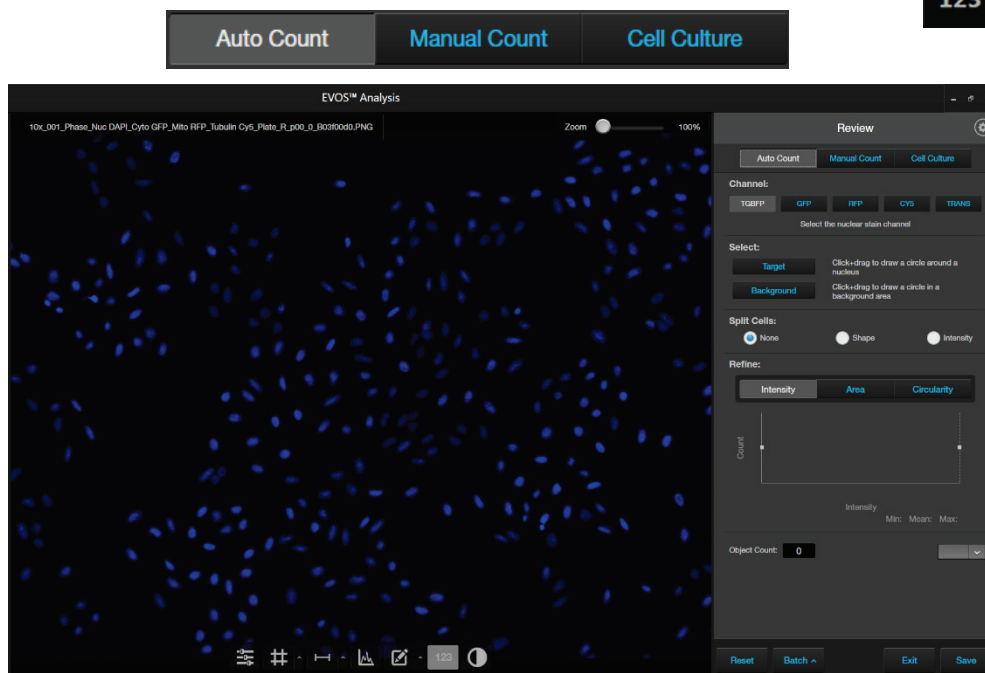 123
Auto Count Manual Count Cell Culture
EVOS™ Analysis
10x_001_Phase_Nuc DAPI_Cyto GFP_Mito RFP_Tubulin Cy5_Plate_R_p00_0_B03f00d0.PNG Zoom 100%
Review
Auto Count Manual Count Cell Culture
Channel:
TGBFP GFP RFP CY5 TRANS
Select the nuclear stain channel
Select:
Target Click+drag to draw a circle around a
nucleus
Background Click+drag to draw a circle in a
background area
Split Cells:
None Shape Intensity
Refine:
Intensity Area Circularity
Count
Intensity
Min: Mean: Max:
Object Count: 0
123
Reset Batch Exit Save